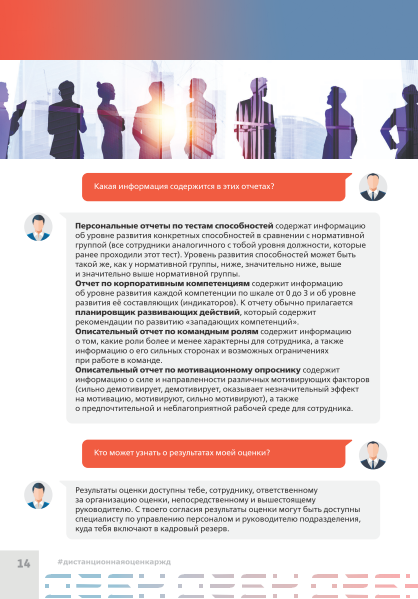 Какая информация содержится в этих отчетах?
Персональные отчеты по тестам способностей содержат информацию
об уровне развития конкретных способностей в сравнении с нормативной
группой (все сотрудники аналогичного с тобой уровня должности, которые
ранее проходили этот тест). Уровень развития способностей может быть
такой же, как у нормативной группы, ниже, значительно ниже, выше
и значительно выше нормативной группы.
Отчет по корпоративным компетенциям содержит информацию
об уровне развития каждой компетенции по шкале от 0 до 3 и об уровне
развития её составляющих (индикаторов). К отчету обычно прилагается
планировщик развивающих действий, который содержит
рекомендации по развитию «западающих компетенций».
Описательный отчет по командным ролям содержит информацию
о том, какие роли более и менее характерны для сотрудника, а также
информацию о его сильных сторонах и возможных ограничениях
при работе в команде.
Описательный отчет по мотивационному опроснику содержит
информацию о силе и направленности различных мотивирующих факторов
(сильно демотивирует, демотивирует, оказывает незначительный эффект
на мотивацию, мотивируют, сильно мотивируют), а также
о предпочтительной и неблагоприятной рабочей среде для сотрудника.
Кто может узнать о результатах моей оценки?
Результаты оценки доступны тебе, сотруднику, ответственному
за организацию оценки, непосредственному и вышестоящему
руководителю. С твоего согласия результаты оценки могут быть доступны
специалисту по управлению персоналом и руководителю подразделения,
куда тебя включают в кадровый резерв.
14
#дистанционнаяоценкаржд